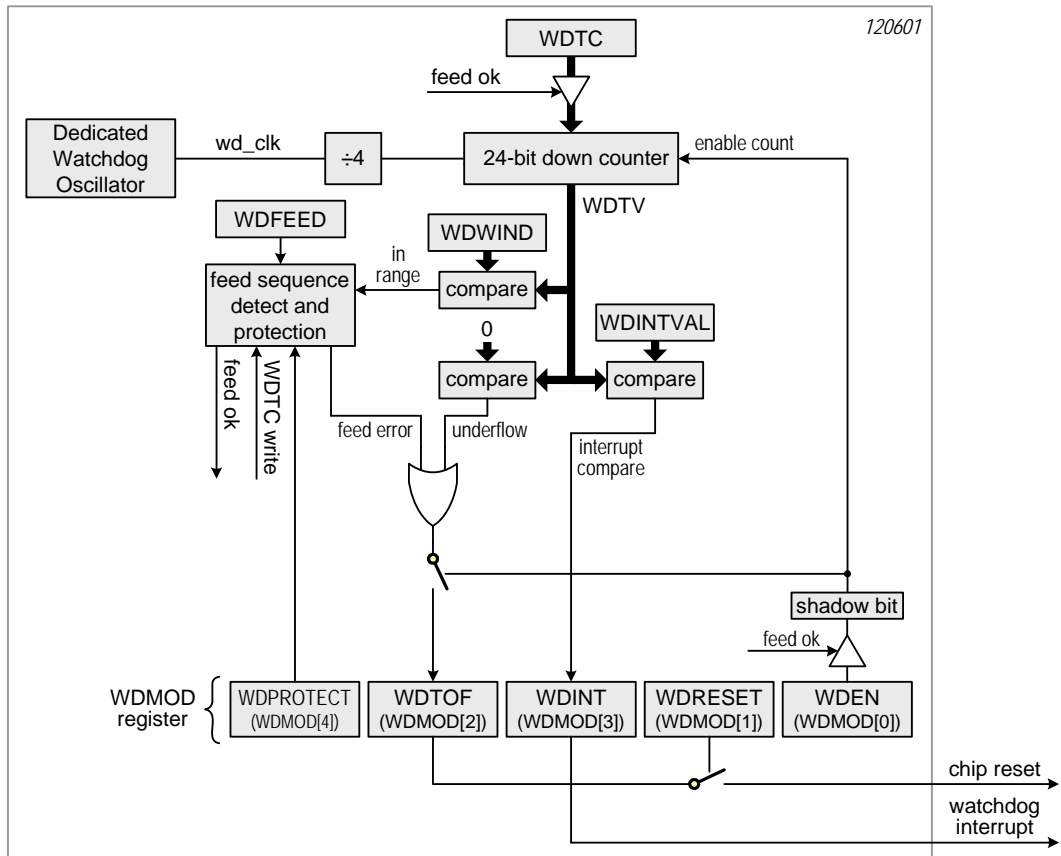 120601
WDTC
feed ok
Dedicated
Watchdog
Oscillator
wd_clk
÷4
24-bit down counter
enable count
WDTV
WDFEED
WDWIND
in
range
feed sequence
detect and
protection
compare
WDINTVAL
0
compare
compare
feed ok
WDTC write
feed error
underflow
interrupt
compare
shadow bit
feed ok
WDMOD
register
WDPROTECT
(WDMOD[4])
WDTOF
(WDMOD[2])
WDINT
(WDMOD[3])
WDRESET
(WDMOD[1])
WDEN
(WDMOD[0])
chip reset
watchdog
interrupt